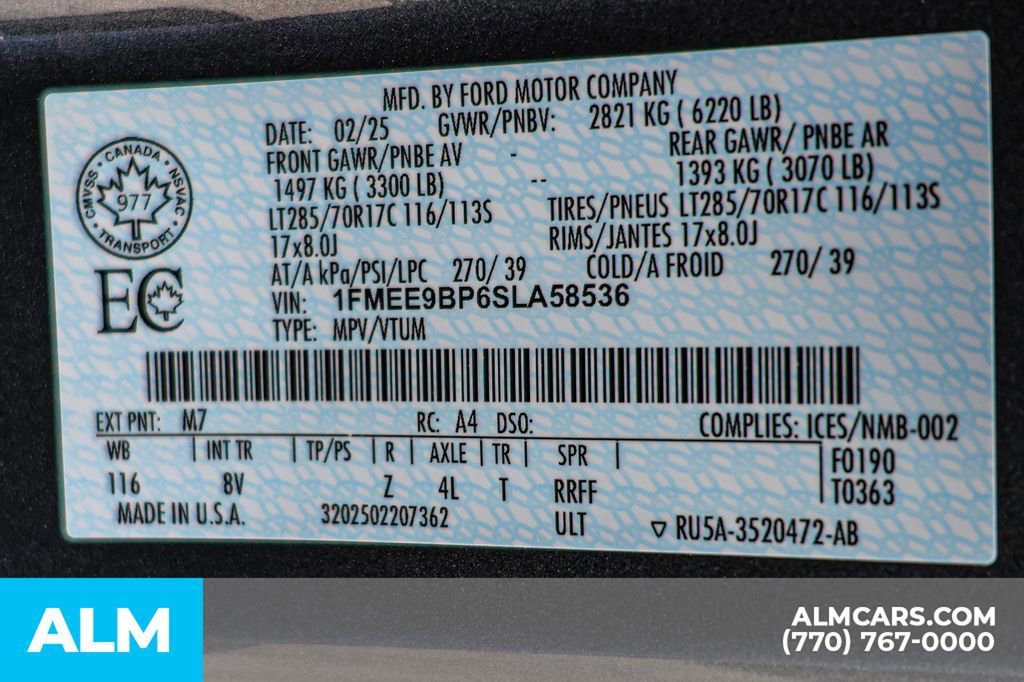 MFD. BY FORD MOTOR COMPANY
DATE: 02/25 GVWR/PNBV: 2821 KG ( 6220 LB)
FRONT GAWR/PNBE AV - REAR GAWR/ PNBE AR
1497 KG ( 3300 LB) -- 1393 KG ( 3070 LB)
LT285/70R17C 116/113S TIRES/PNEUS LT285/70R17C 116/113S
17x8.0J RIMS/JANTES 17x8.0J
AT/A kPa/PSI/LPC 270/ 39 COLD/A FROID 270/ 39
VIN: 1FMEE9BP6SLA58536
TYPE: MPV/VTUM
CANADA
CMVSS • NSVAC
977
TRANSPORT
EC
EXT PNT: M7 RC: A4 DSO: COMPLIES: ICES/NMB-002
WB | INT TR | TP/PS | R | AXLE | TR | SPR | F0190
116 8V Z 4L T RRFF T0363
MADE IN U.S.A. 3202502207362 ULT ▽ RU5A-3520472-AB
ALM
ALMCARS.COM
(770) 767-0000